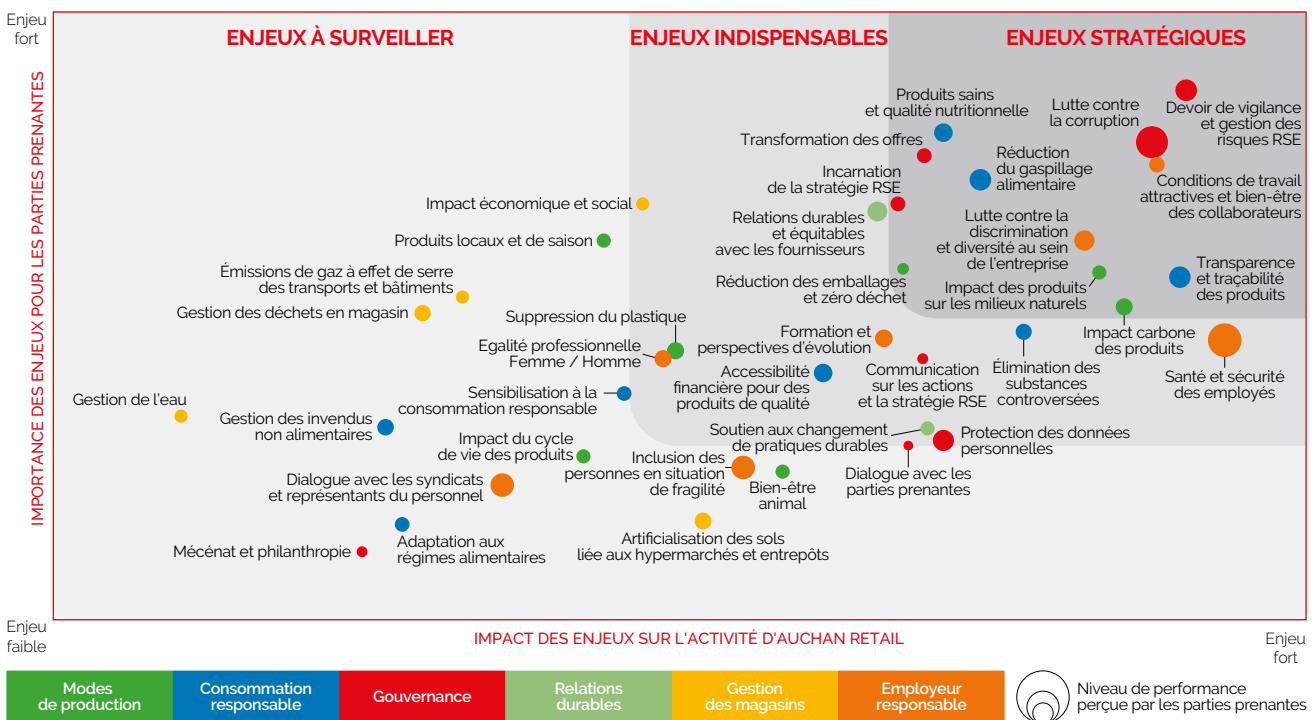 Enjeu
fort
IMPORTANCE DES ENJEUX POUR LES PARTIES PRENANTES
ENJEUX À SURVEILLER
ENJEUX INDISPENSABLES
ENJEUX STRATÉGIQUES
Produits sains
et qualité nutritionnelle
Lutte contre
la corruption
Devoir de vigilance
et gestion des
risques RSE
Transformation des offres
Réduction
du gaspillage
alimentaire
Incarnation
de la stratégie RSE
Conditions de travail
attractives et bien-être
des collaborateurs
Impact économique et social
Relations durables
et équitables
avec les fournisseurs
Lutte contre la
discrimination
et diversité au sein
de l'entreprise
Produits locaux et de saison
Émissions de gaz à effet de serre
des transports et bâtiments
Réduction des emballages
et zéro déchet
Impact des produits
sur les milieux naturels
Transparence
et traçabilité
des produits
Gestion des déchets en magasin
Suppression du plastique
Formation et
perspectives d'évolution
Impact carbone
des produits
Egalité professionnelle
Femme / Homme
Accessibilité
financière pour des
produits de qualité
Communication
sur les actions
et la stratégie RSE
Élimination des
substances
controversées
Santé et sécurité
des employés
Gestion de l'eau
Sensibilisation à la
consommation responsable
Gestion des invendus
non alimentaires
Impact du cycle
de vie des produits
Soutien aux changement
de pratiques durables
Protection des données
personnelles
Inclusion des
personnes en situation
de fragilité
Dialogue avec les
parties prenantes
Dialogue avec les syndicats
et représentants du personnel
Bien-être
animal
Mécénat et philanthropie
Adaptation aux
régimes alimentaires
Artificialisation des sols
liée aux hypermarchés et entrepôts
Enjeu
faible
IMPACT DES ENJEUX SUR L'ACTIVITÉ D'AUCHAN RETAIL
Enjeu
fort
Modes
de production
Consommation
responsable
Gouvernance
Relations
durables
Gestion
des magasins
Employeur
responsable
Niveau de performance
perçue par les parties prenantes